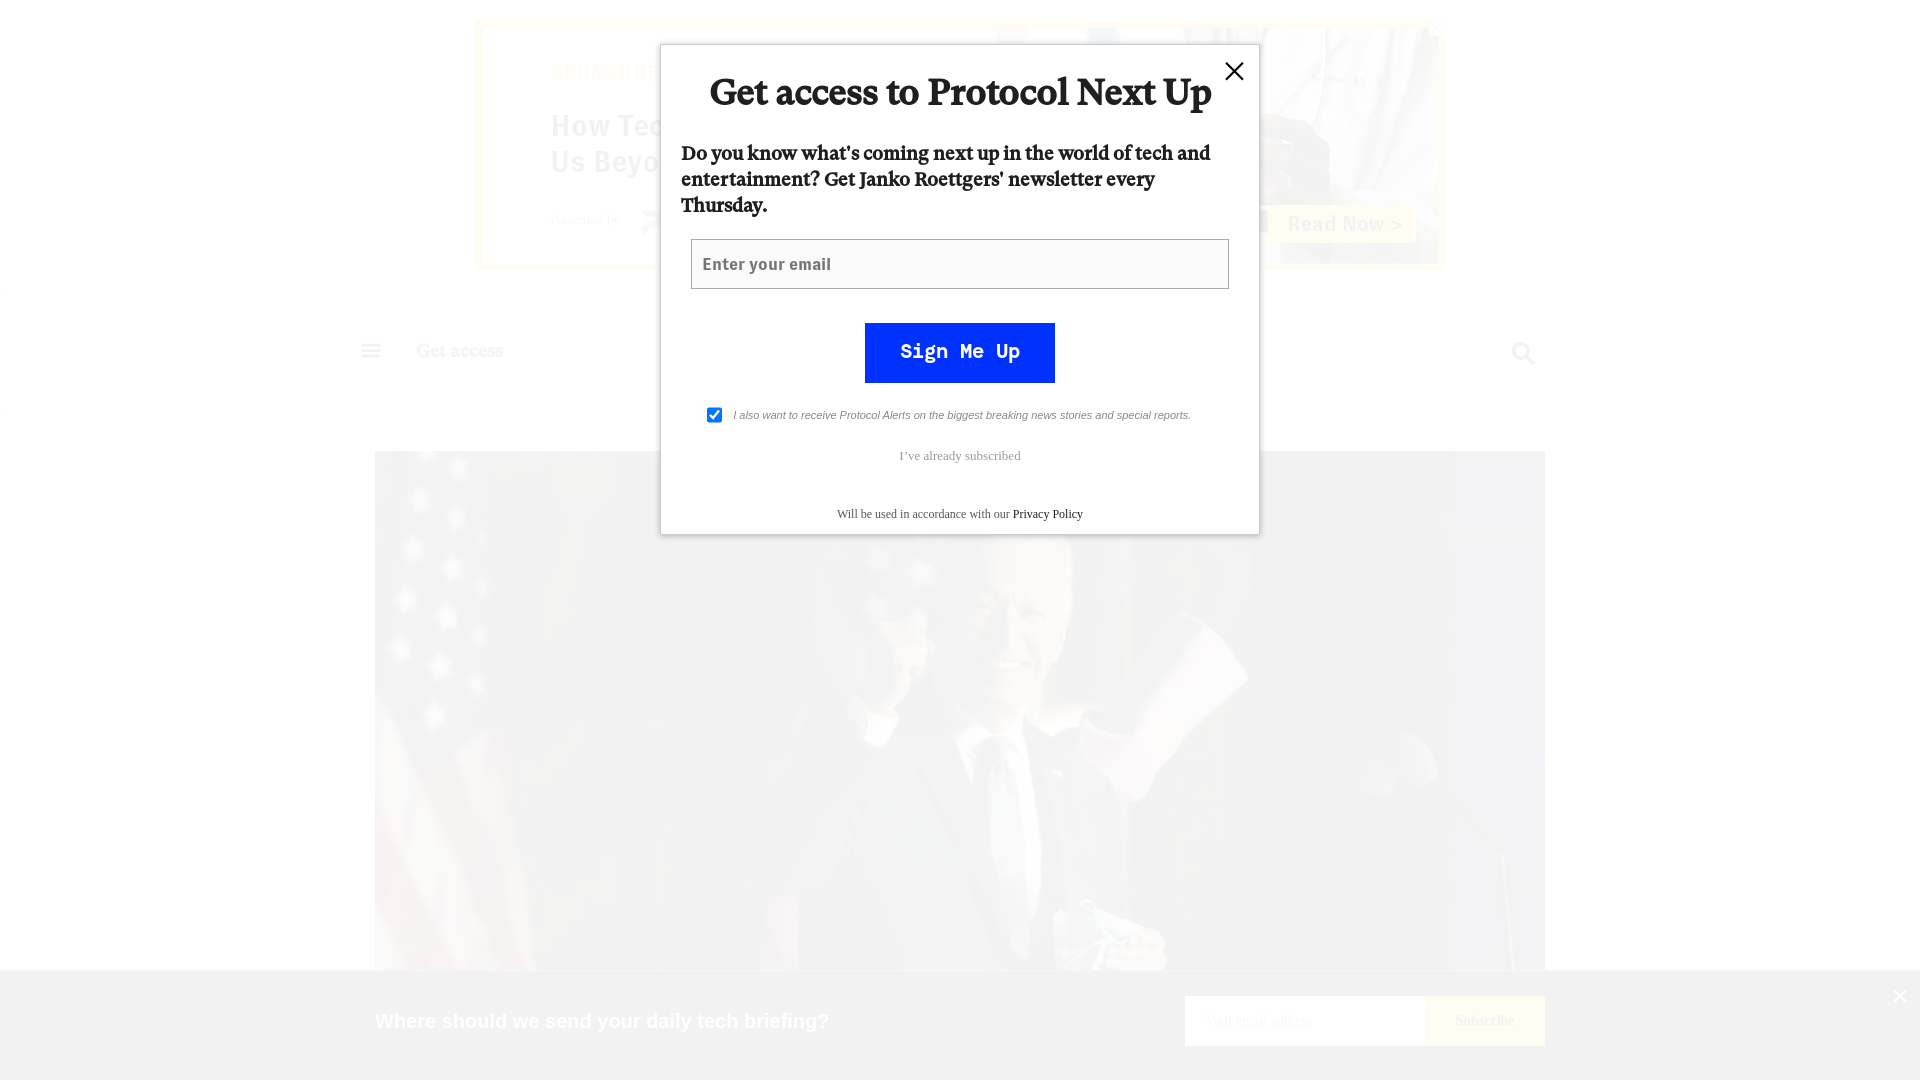 SPONSORE
Get access to Protocol Next Up
How Tec
Us Beyo
Do you know what's coming next up in the world of tech and
entertainment? Get Janko Roettgers' newsletter every
Thursday.
Presented by
Read Now >
Enter your email
Sign Me Up
Get access
I also want to receive Protocol Alerts on the biggest breaking news stories and special reports.
I've already subscribed
Will be used in accordance with our Privacy Policy
Where should we send your daily tech briefing?
Your email address
Subscribe